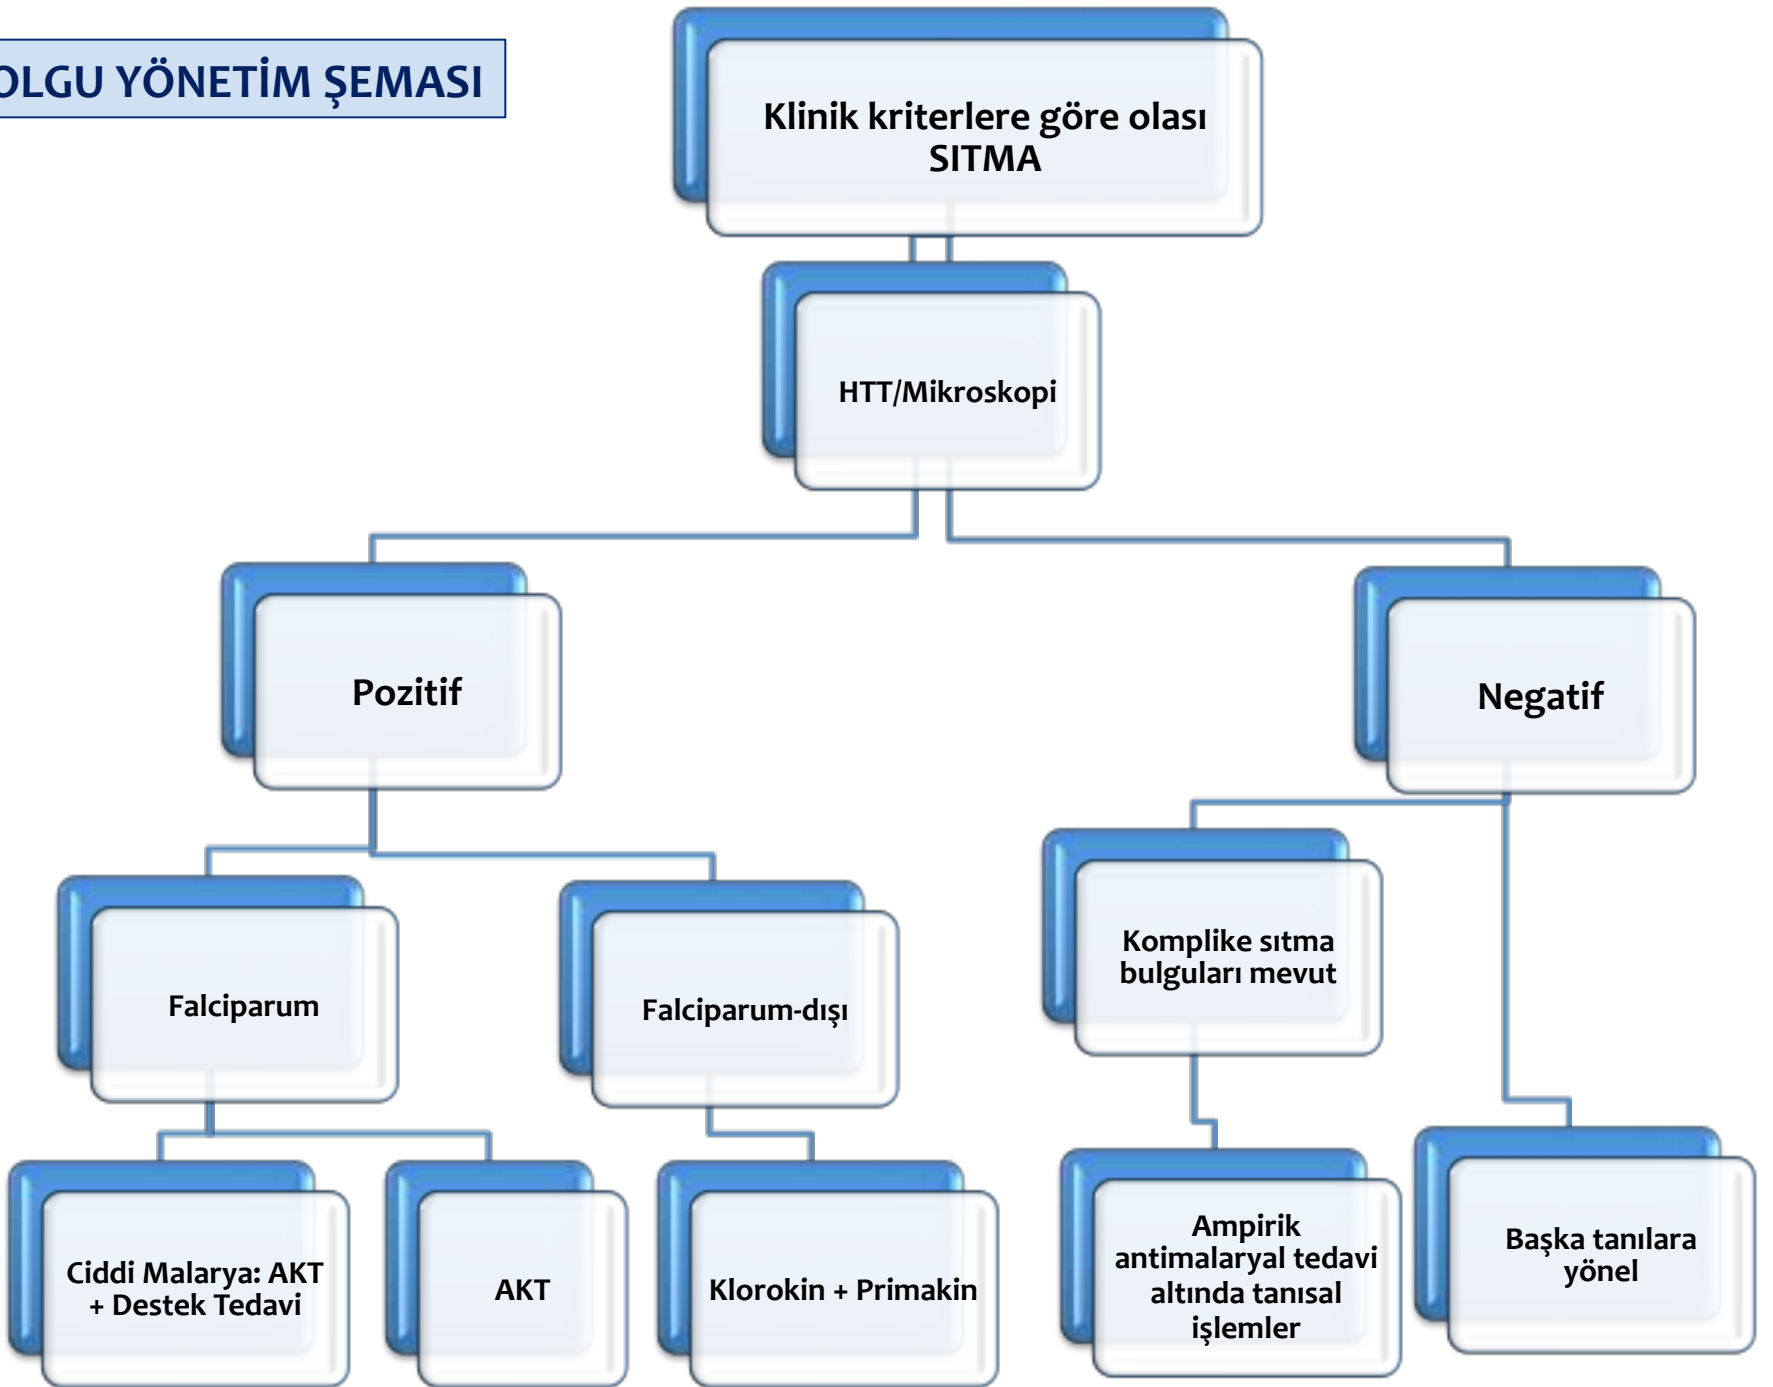 OLGU YÖNETİM ŞEMASI
Klinik kriterlere göre olası
SITMA
HTT/Mikroskopi
Pozitif
Negatif
Falciparum
Falciparum-dışı
Komplike sıtma
bulguları mevut
Ciddi Malarya: AKT
+ Destek Tedavi
AKT
Klorokin + Primakin
Ampirik
antimalaryal tedavi
altında tanısal
işlemler
Başka tanılara
yönel